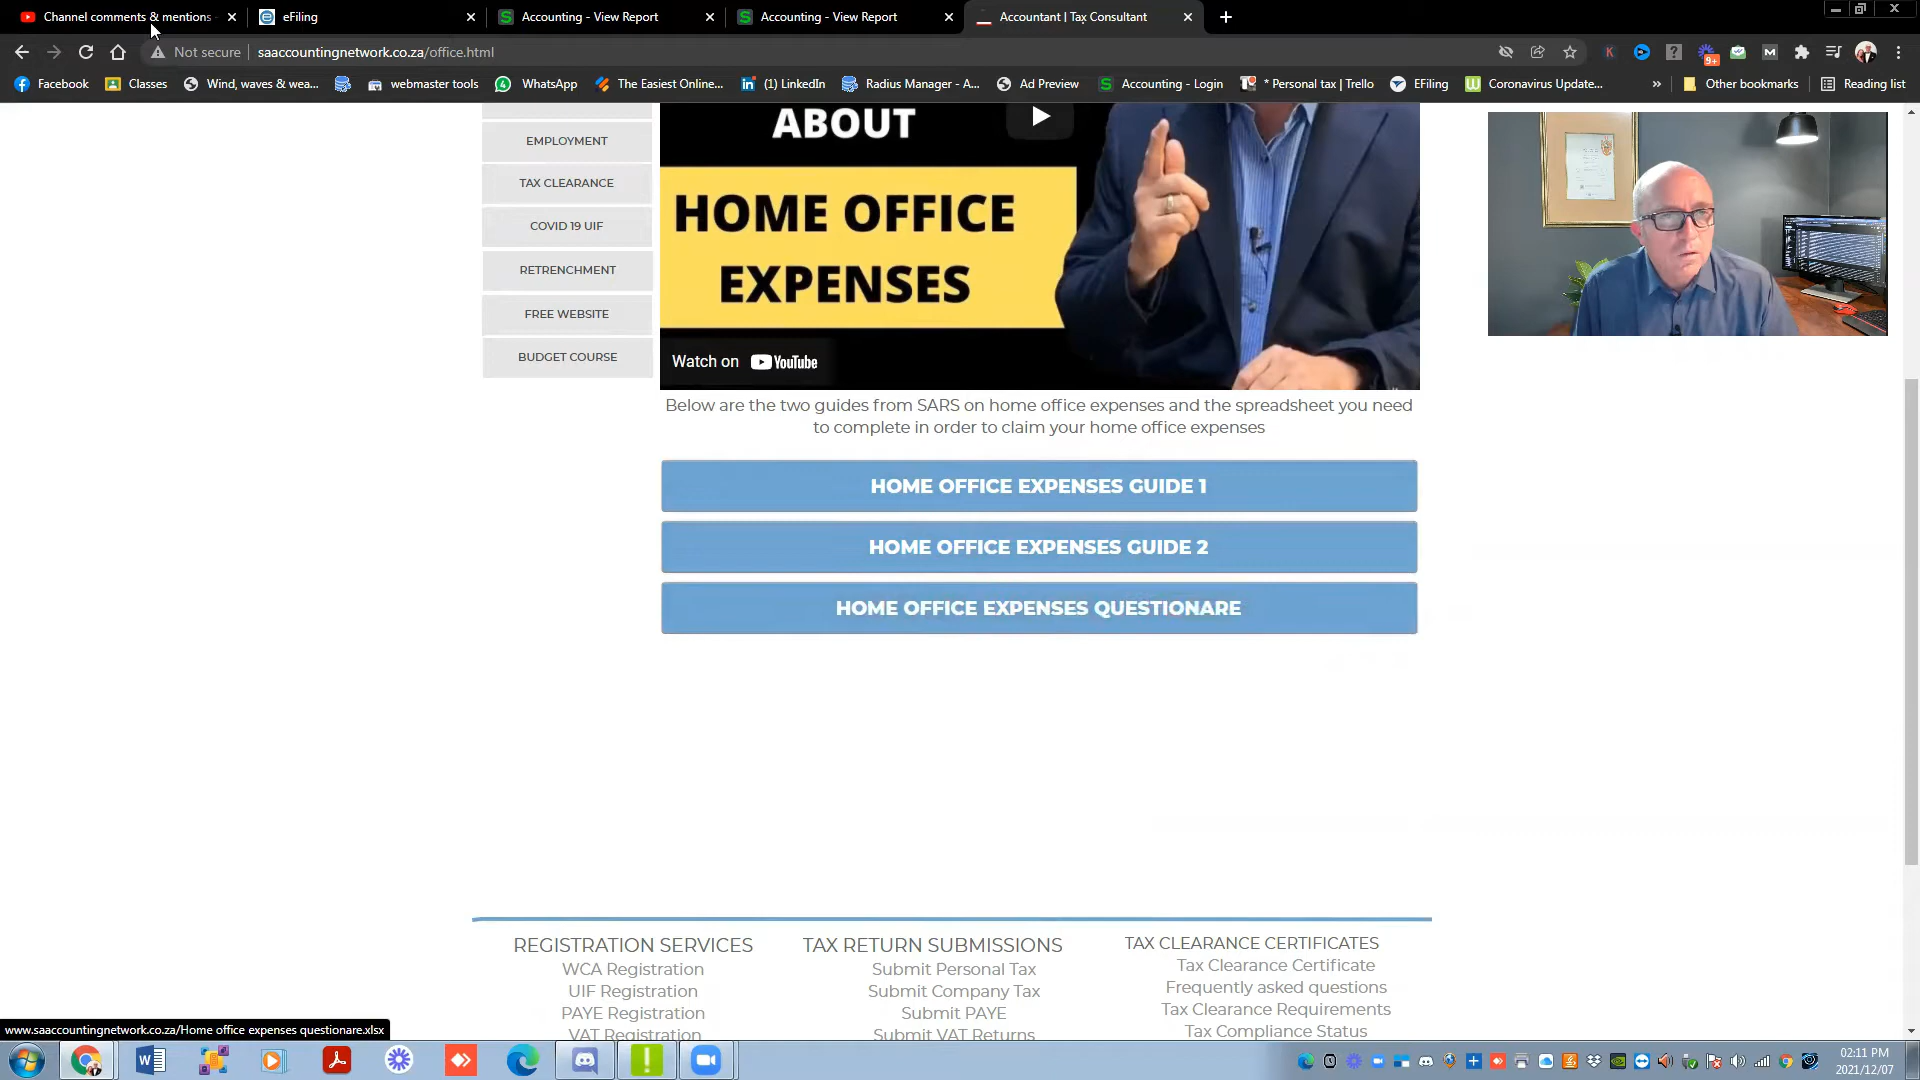 Channel comments & mentions
eFiling
Accounting - View Report
Accounting - View Report
Accountant | Tax Consultant
Not secure
saaccountingnetwork.co.za/office.html
9+
Facebook
Classes
Wind, waves & wea...
webmaster tools
WhatsApp
The Easiest Online...
(1) LinkedIn
Radius Manager - A...
Ad Preview
Accounting - Login
* Personal tax | Trello
EFiling
Coronavirus Update...
»
Other bookmarks
Reading list
EMPLOYMENT
TAX CLEARANCE
COVID 19 UIF
RETRENCHMENT
FREE WEBSITE
BUDGET COURSE
ABOUT
HOME OFFICE
EXPENSES
Watch on YouTube
Below are the two guides from SARS on home office expenses and the spreadsheet you need
to complete in order to claim your home office expenses
HOME OFFICE EXPENSES GUIDE 1
HOME OFFICE EXPENSES GUIDE 2
HOME OFFICE EXPENSES QUESTIONARE
REGISTRATION SERVICES
WCA Registration
UIF Registration
PAYE Registration
VAT Registration
TAX RETURN SUBMISSIONS
Submit Personal Tax
Submit Company Tax
Submit PAYE
Submit VAT Returns
TAX CLEARANCE CERTIFICATES
Tax Clearance Certificate
Frequently asked questions
Tax Clearance Requirements
Tax Compliance Status
www.saaccountingnetwork.co.za/Home office expenses questionare.xlsx
02:11 PM
2021/12/07